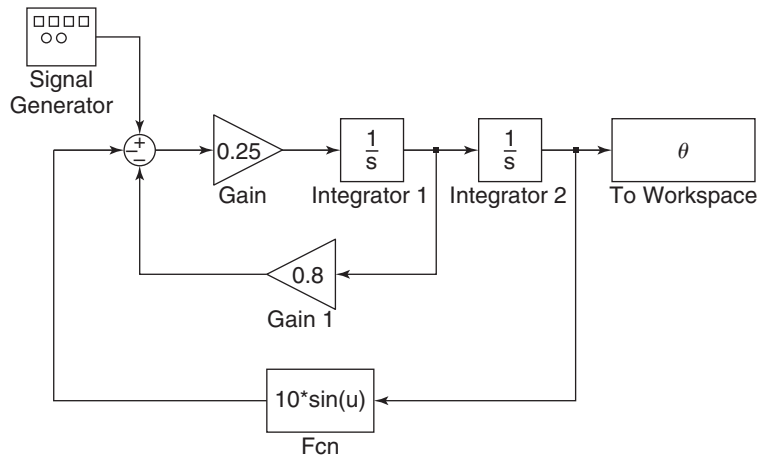 Signal
Generator
+
−
−
0.25
Gain
1
s
Integrator 1
1
s
Integrator 2
θ
To Workspace
0.8
Gain 1
10*sin(u)
Fcn